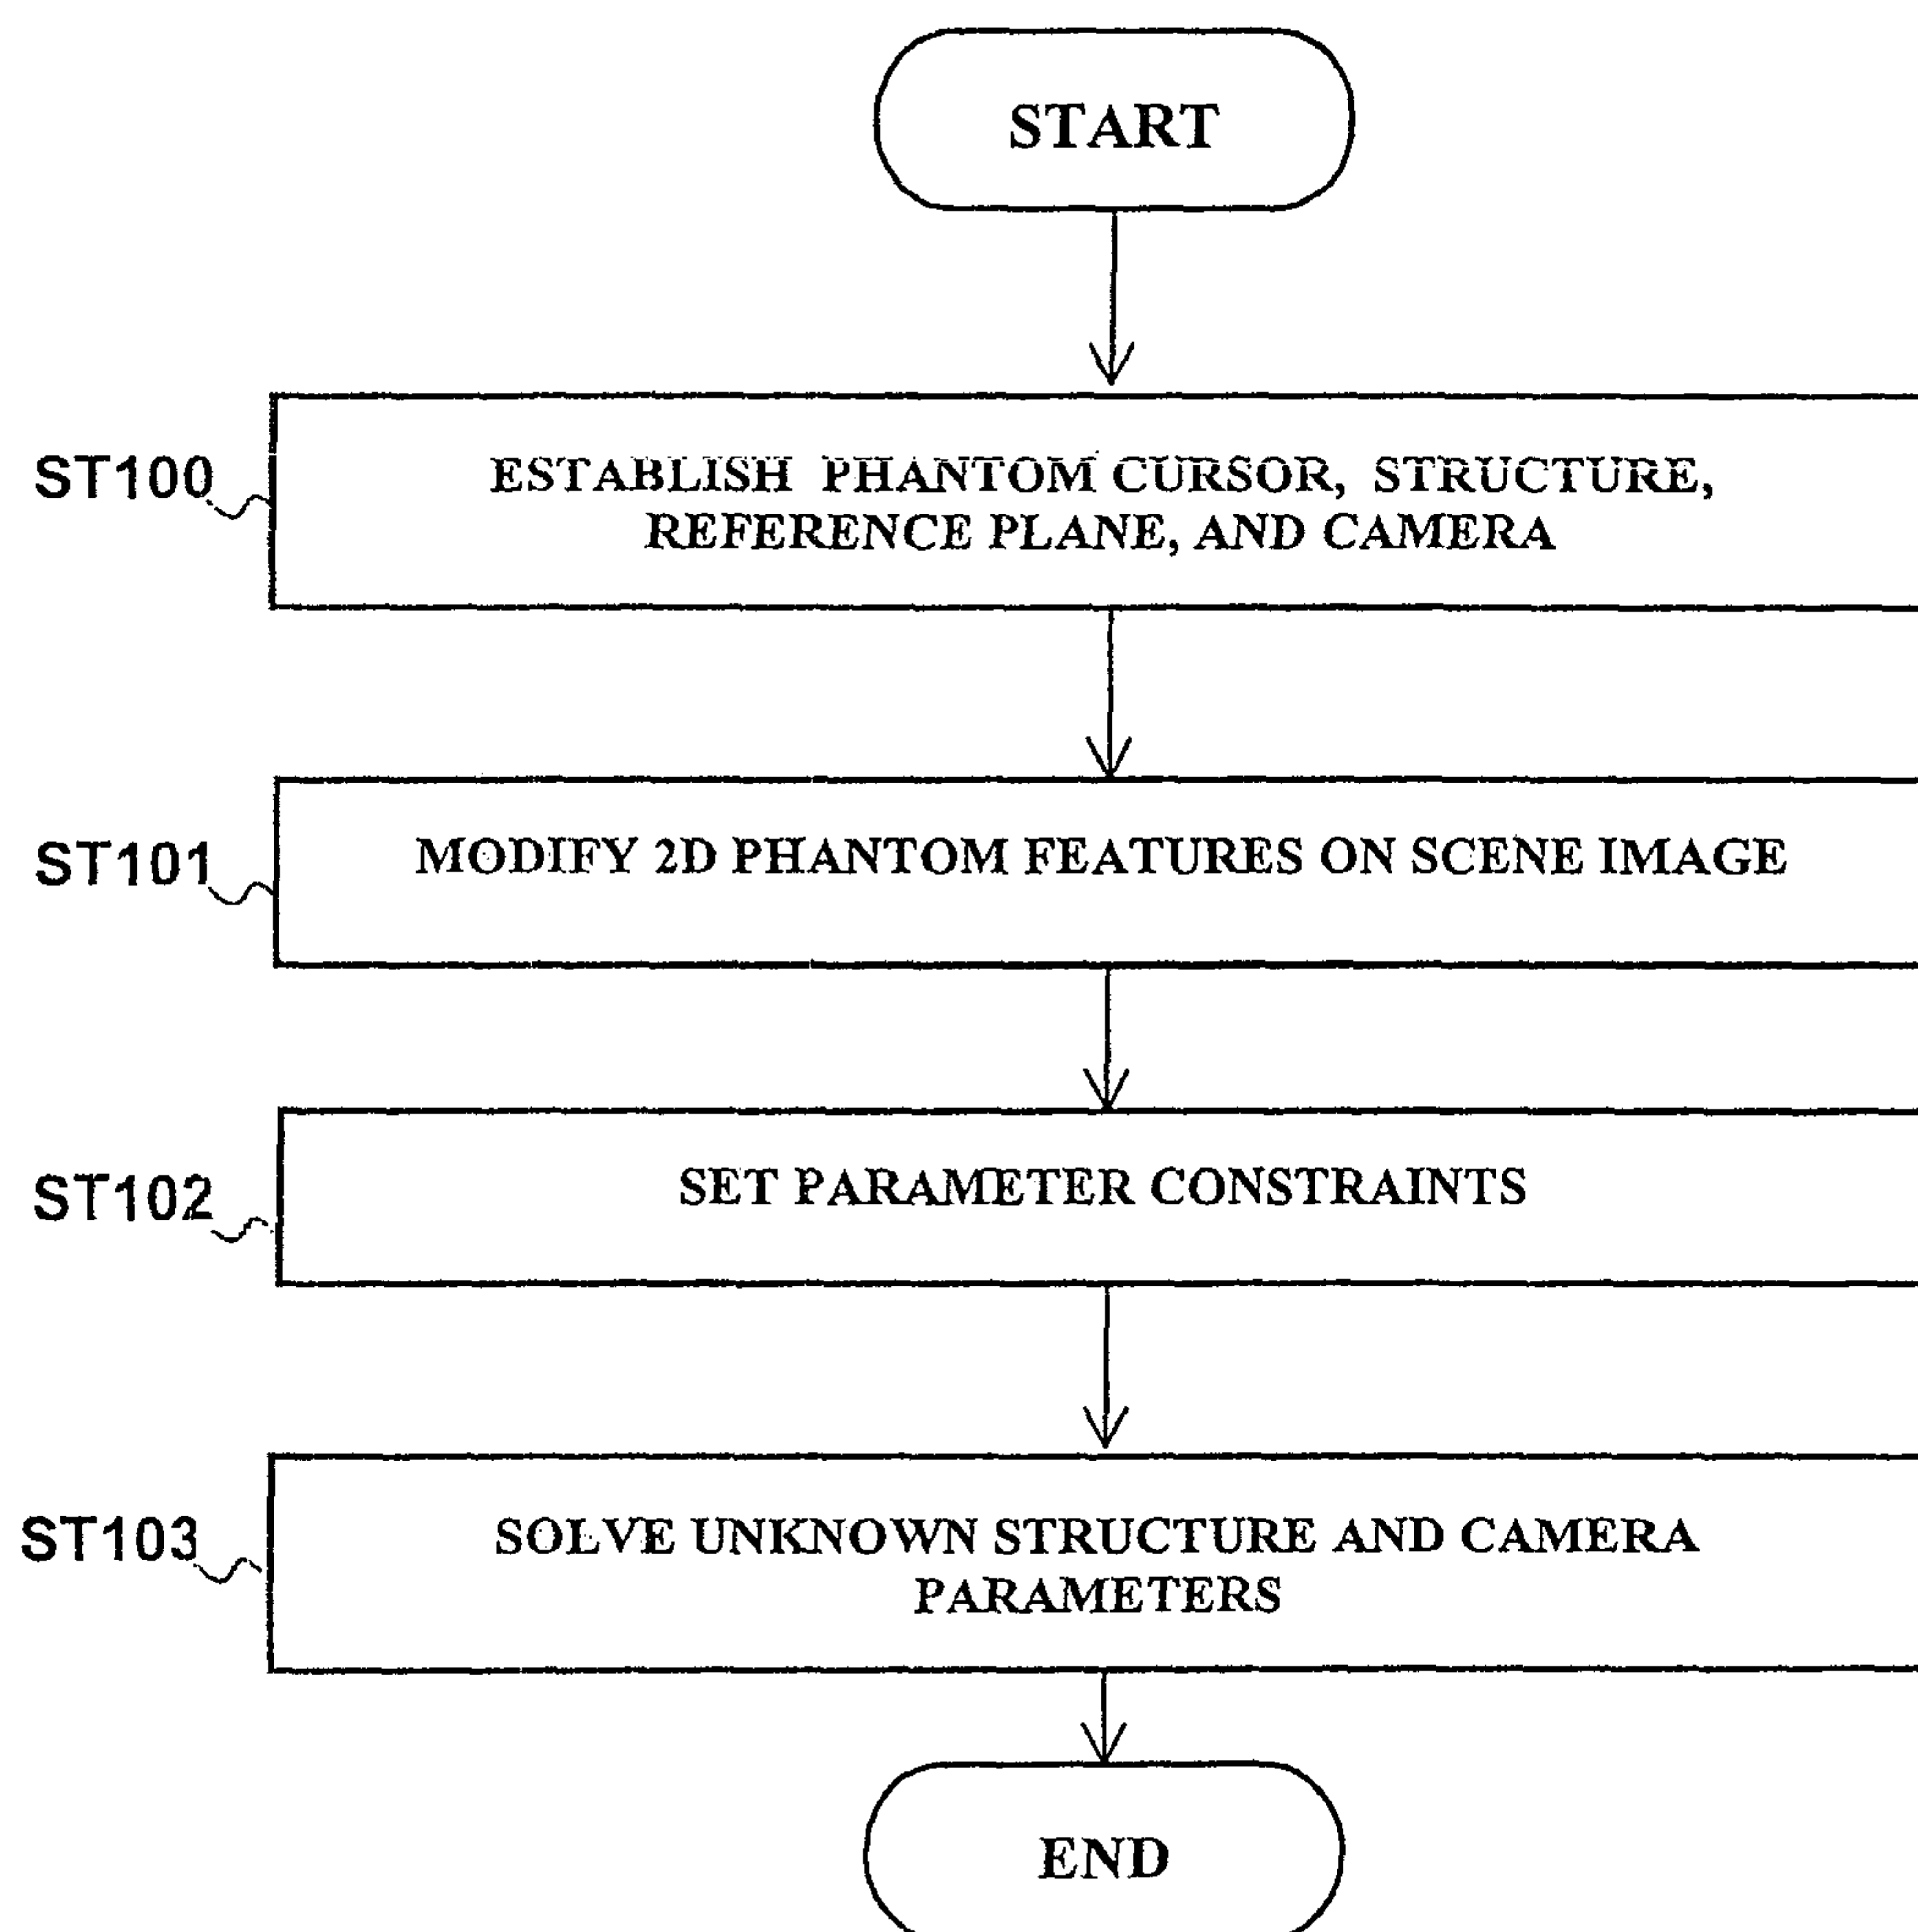 START
ST100
ESTABLISH PHANTOM CURSOR, STRUCTURE,
REFERENCE PLANE, AND CAMERA
ST101
MODIFY 2D PHANTOM FEATURES ON SCENE IMAGE
ST102
SET PARAMETER CONSTRAINTS
ST103
SOLVE UNKNOWN STRUCTURE AND CAMERA
PARAMETERS
END